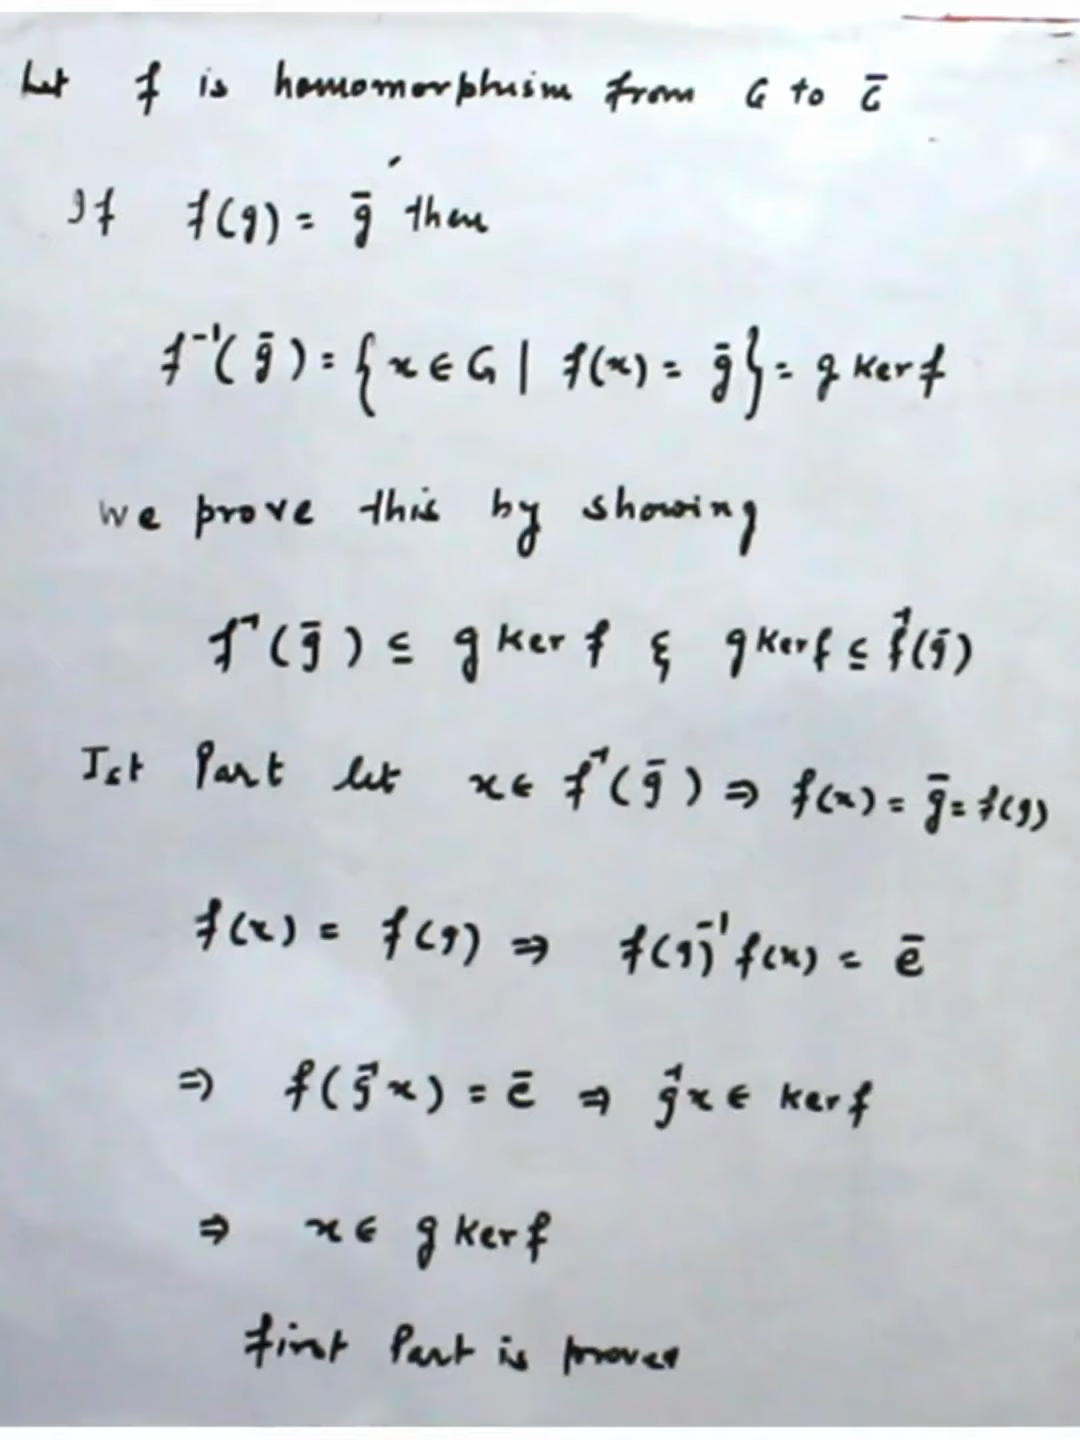 Let f is homomorphism from G to G̅
If f(g) = g̅ then
f⁻¹(g̅) = {x ∈ G | f(x) = g̅} = g Ker f
we prove this by showing
f⁻¹(g̅) ⊆ g Ker f & g Ker f ⊆ f⁻¹(g̅)
Ist Part let x ∈ f⁻¹(g̅) ⇒ f(x) = g̅ = f(g)
f(x) = f(g) ⇒ f(g)⁻¹ f(x) = e̅
⇒ f(g⁻¹x) = e̅ ⇒ g⁻¹x ∈ Ker f
⇒ x ∈ g Ker f
first Part is proved